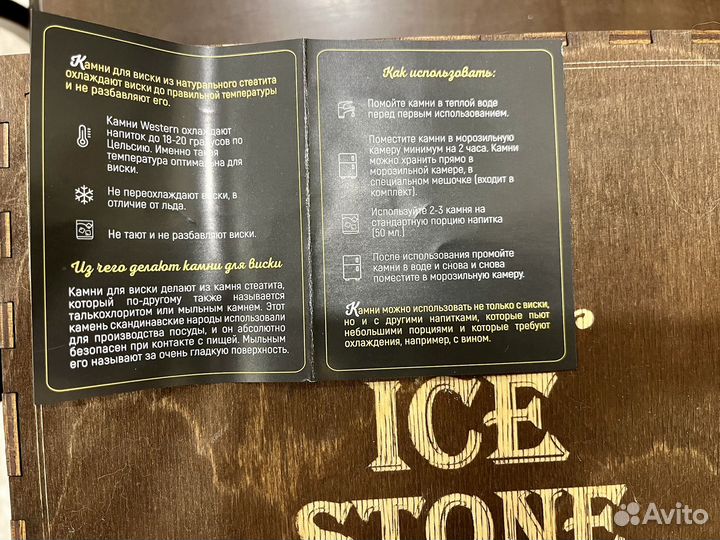 Камни для виски из натурального стеатита
охлаждают виски до правильной температуры
и не разбавляют его.
Камни Western охлаждают
напиток до 18-20 градусов по
Цельсию. Именно такая
температура оптимальна для
виски.
Не переохлаждают виски, в
отличие от льда.
Не тают и не разбавляют виски.
Из чего делают камни для виски
Камни для виски делают из камня стеатита,
который по-другому также называется
талькохлоритом или мыльным камнем. Этот
камень скандинавские народы использовали
для производства посуды, и он абсолютно
безопасен при контакте с пищей. Мыльным
его называют за очень гладкую поверхность.
Как использовать:
Помойте камни в теплой воде
перед первым использованием.
Поместите камни в морозильную
камеру минимум на 2 часа. Камни
можно хранить прямо в
морозильной камере, в
специальном мешочке (входит в
комплект).
Используйте 2-3 камня на
стандартную порцию напитка
(50 мл.)
После использования промойте
камни в воде и снова и снова
поместите в морозильную камеру.
Камни можно использовать не только с виски,
но и с другими напитками, которые пьют
небольшими порциями и которые требуют
охлаждения, например, с вином.
ICE
STONE
Avito